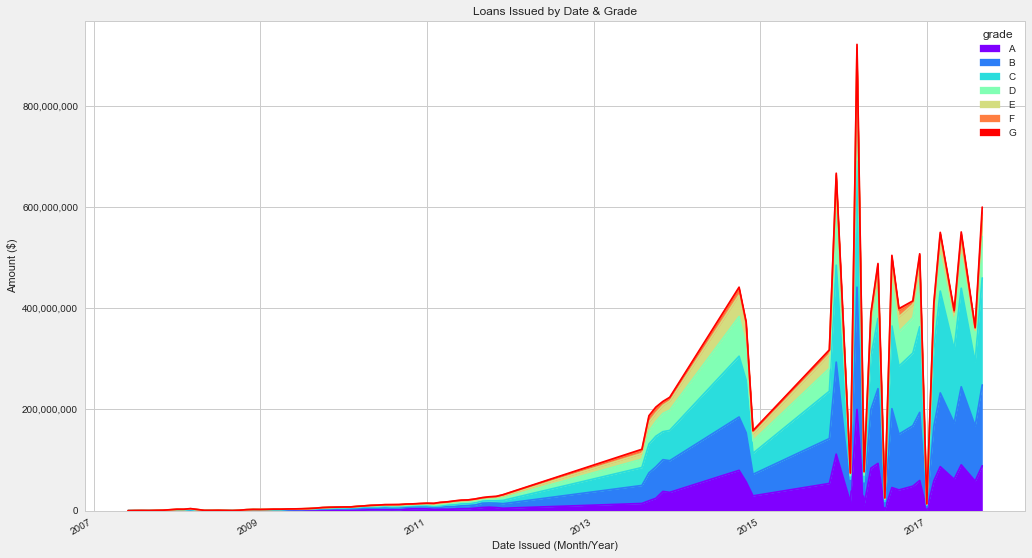 Loans Issued by Date & Grade
grade
A
B
C
D
E
F
G
Amount ($)
800,000,000
600,000,000
400,000,000
200,000,000
0
2007
2009
2011
2013
2015
2017
Date Issued (Month/Year)